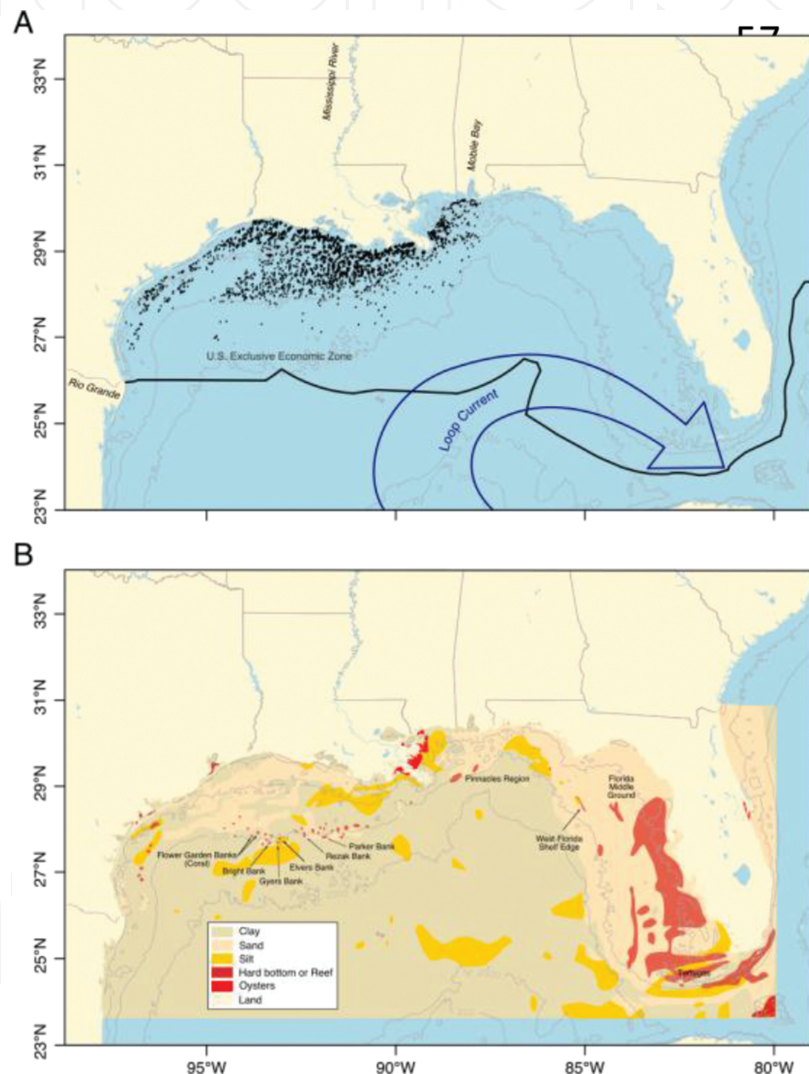 A
33°N
31°N
29°N
27°N
25°N
23°N
Mississippi River
Mobile Bay
U.S. Exclusive Economic Zone
Rio Grande
Loop Current
B
33°N
31°N
29°N
27°N
25°N
23°N
Pinnacles Region
Florida
Middle
Ground
West Florida
Shelf Edge
Parker Bank
Rezak Bank
Flower Garden Banks
(Coral)
Elvers Bank
Bright Bank
Gyers Bank
Tortugas
Clay
Sand
Silt
Hard bottom or Reef
Oysters
Land
95°W
90°W
85°W
80°W